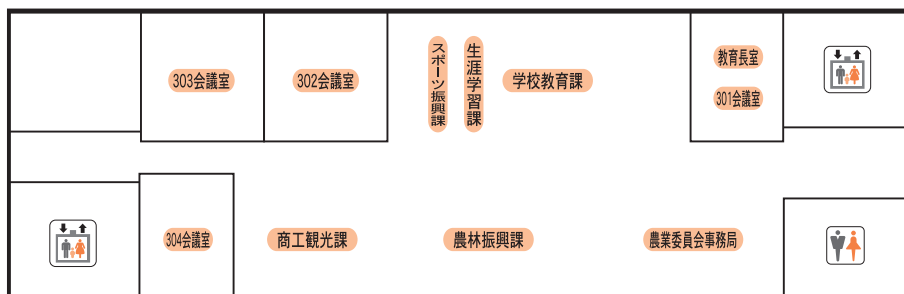 303会議室
302会議室
スポーツ振興課
生涯学習課
学校教育課
教育長室
301会議室
304会議室
商工観光課
農林振興課
農業委員会事務局